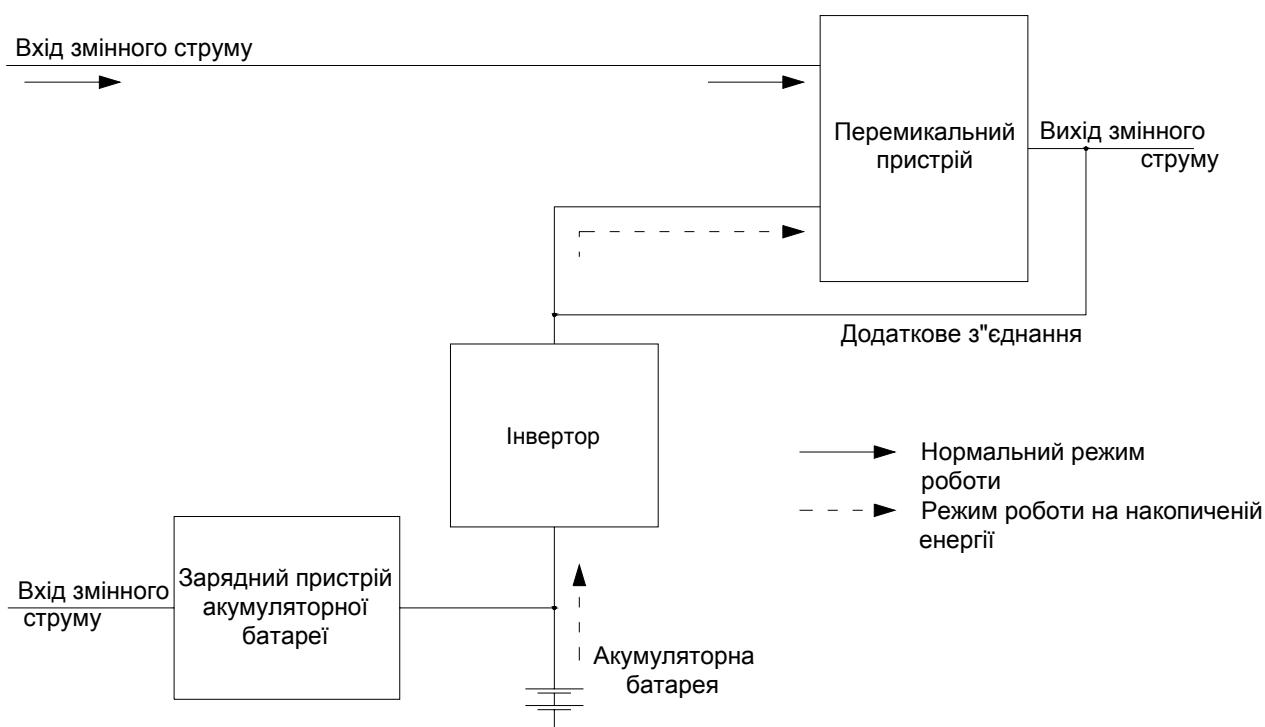 Вхід змінного струму
Перемикальний
пристрій
Вихід змінного
струму
Додаткове з"єднання
Інвертор
Нормальний режим
роботи
Режим роботи на накопиченій
енергії
Зарядний пристрій
акумуляторної
батареї
Вхід змінного
струму
Акумуляторна
батарея